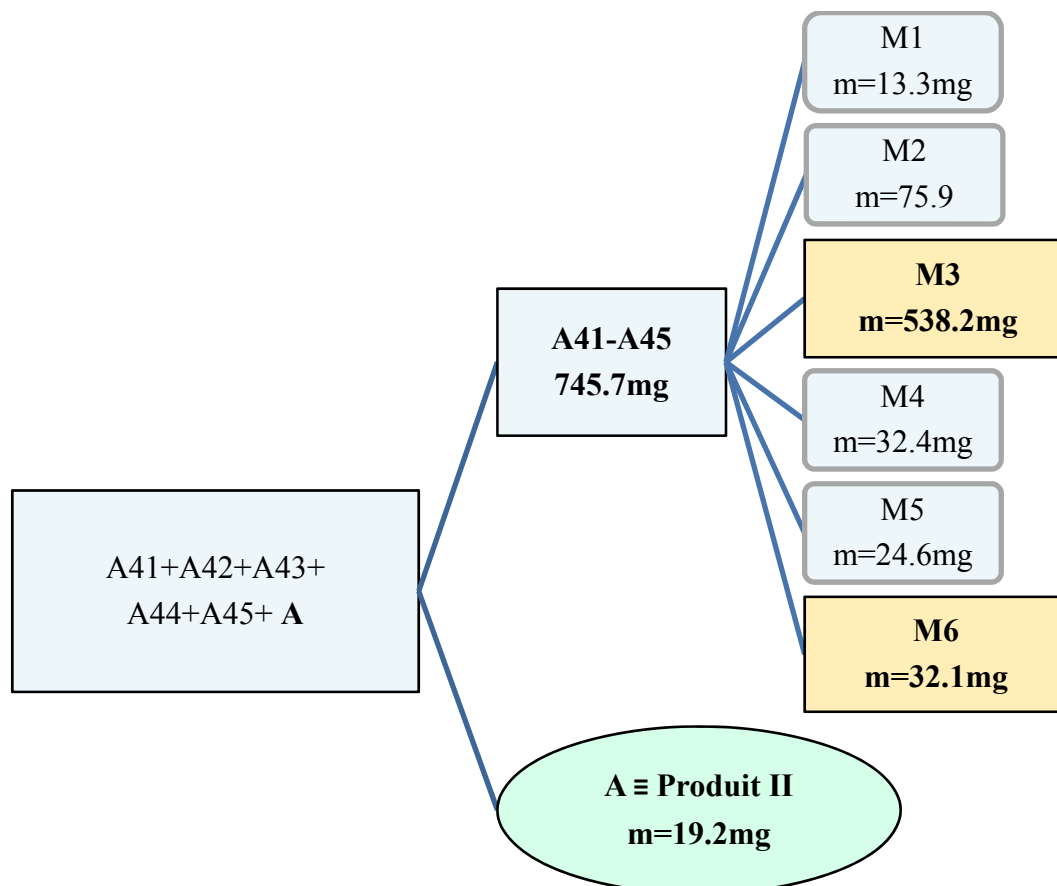 M1
m=13.3mg
M2
m=75.9
M3
m=538.2mg
A41-A45
745.7mg
M4
m=32.4mg
M5
m=24.6mg
A41+A42+A43+
A44+A45+ A
M6
m=32.1mg
A ≡ Produit II
m=19.2mg